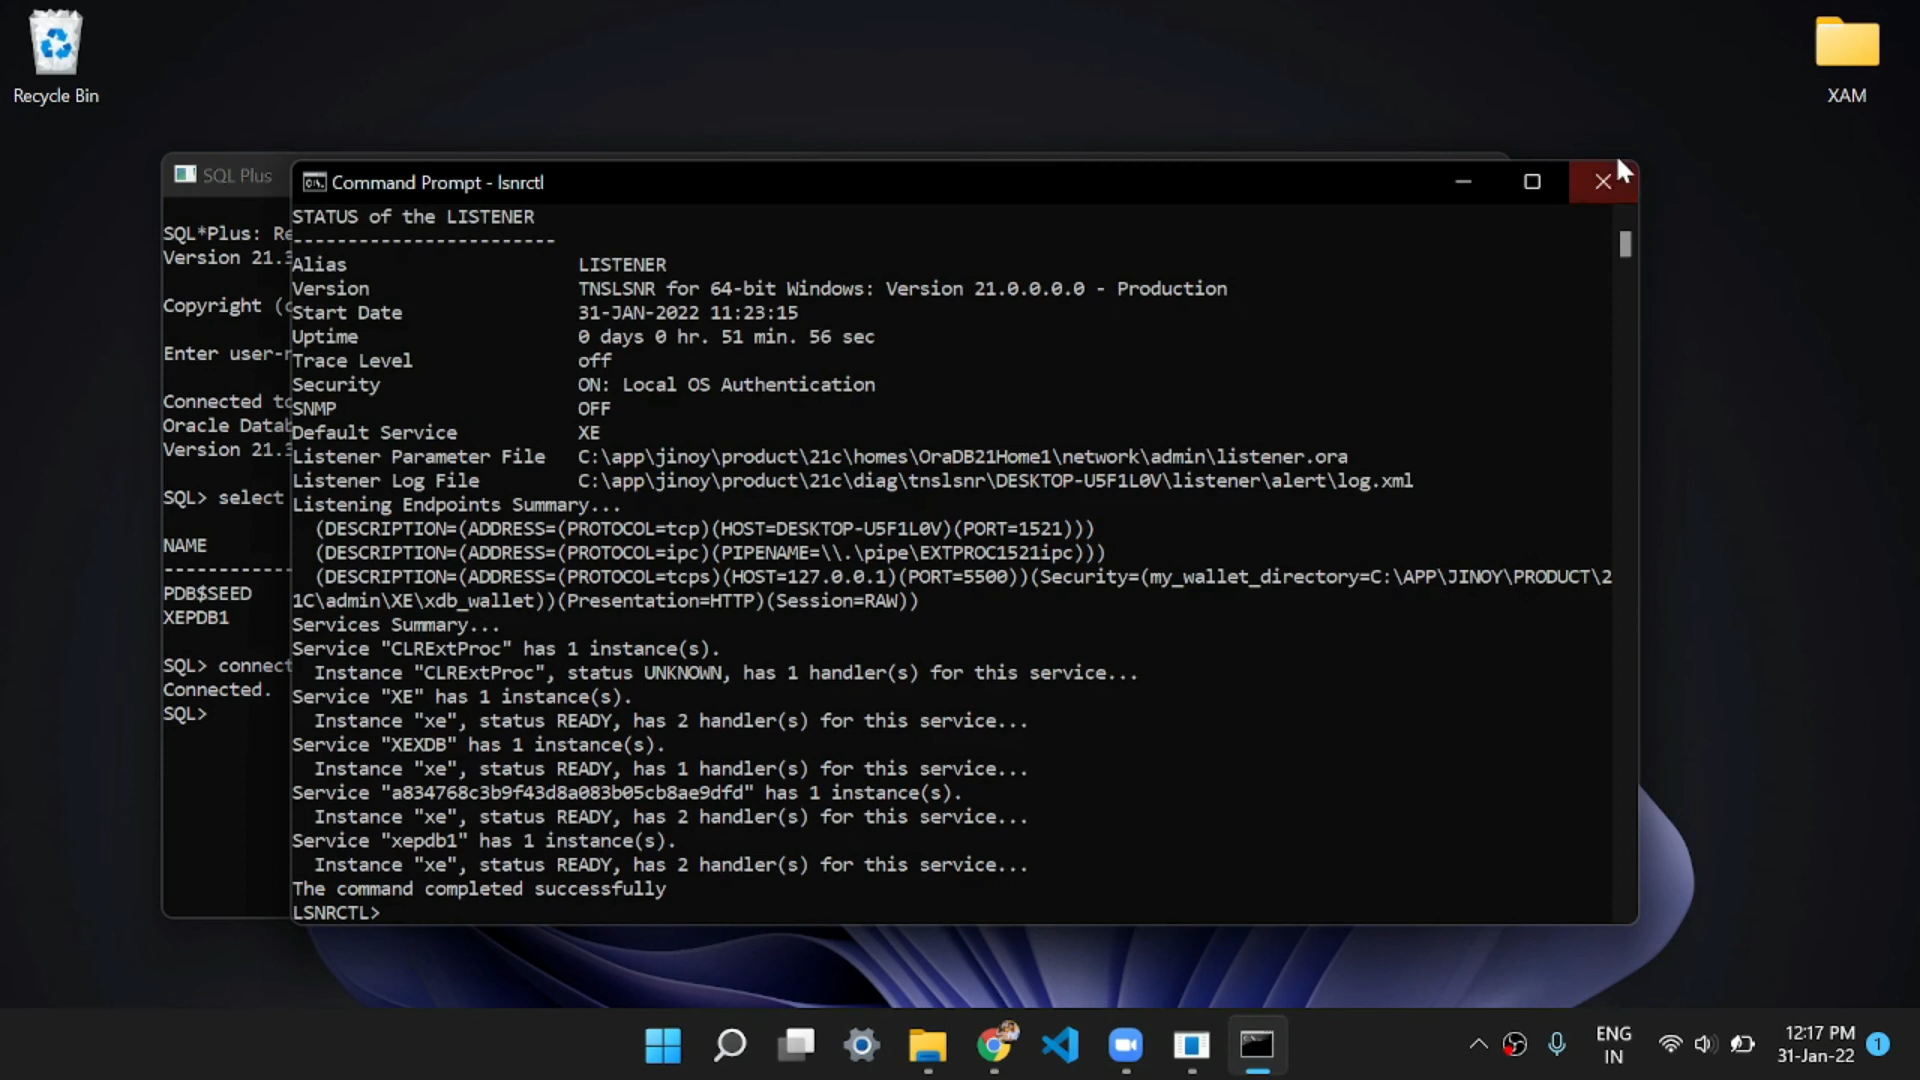 Recycle Bin
XAM
SQL Plus
SQL*Plus: Re
Version 21.3
Copyright (c
Enter user-n
Connected to
Oracle Datab
Version 21.3
SQL> select
NAME
------------
PDB$SEED
XEPDB1
SQL> connect
Connected.
SQL>
Command Prompt - lsnrctl
STATUS of the LISTENER
------------------------
Alias LISTENER
Version TNSLSNR for 64-bit Windows: Version 21.0.0.0.0 - Production
Start Date 31-JAN-2022 11:23:15
Uptime 0 days 0 hr. 51 min. 56 sec
Trace Level off
Security ON: Local OS Authentication
SNMP OFF
Default Service XE
Listener Parameter File C:\app\jinoy\product\21c\homes\OraDB21Home1\network\admin\listener.ora
Listener Log File C:\app\jinoy\product\21c\diag\tnslsnr\DESKTOP-U5F1L0V\listener\alert\log.xml
Listening Endpoints Summary...
(DESCRIPTION=(ADDRESS=(PROTOCOL=tcp)(HOST=DESKTOP-U5F1L0V)(PORT=1521)))
(DESCRIPTION=(ADDRESS=(PROTOCOL=ipc)(PIPENAME=\\.\pipe\EXTPROC1521ipc)))
(DESCRIPTION=(ADDRESS=(PROTOCOL=tcps)(HOST=127.0.0.1)(PORT=5500))(Security=(my_wallet_directory=C:\APP\JINOY\PRODUCT\2
1C\admin\XE\xdb_wallet))(Presentation=HTTP)(Session=RAW))
Services Summary...
Service "CLRExtProc" has 1 instance(s).
Instance "CLRExtProc", status UNKNOWN, has 1 handler(s) for this service...
Service "XE" has 1 instance(s).
Instance "xe", status READY, has 2 handler(s) for this service...
Service "XEXDB" has 1 instance(s).
Instance "xe", status READY, has 1 handler(s) for this service...
Service "a834768c3b9f43d8a083b05cb8ae9dfd" has 1 instance(s).
Instance "xe", status READY, has 2 handler(s) for this service...
Service "xepdb1" has 1 instance(s).
Instance "xe", status READY, has 2 handler(s) for this service...
The command completed successfully
LSNRCTL>
ENG
IN
12:17 PM
31-Jan-22
1